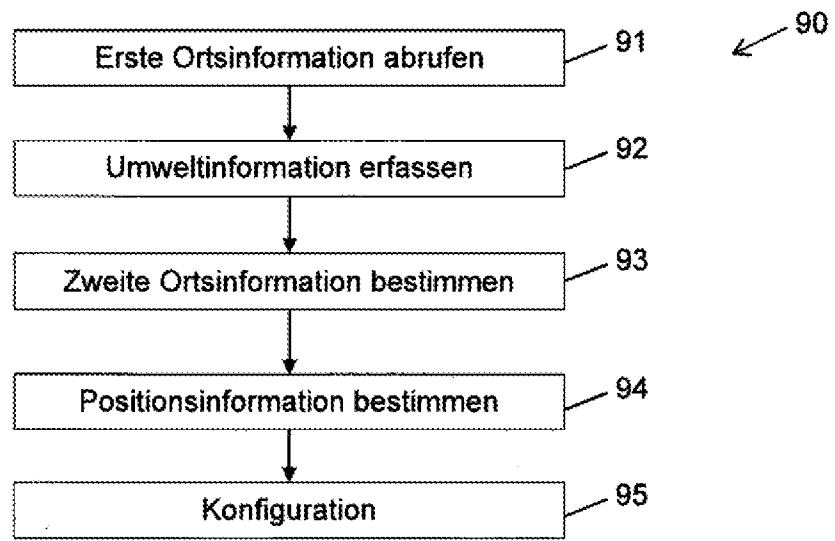 90
Erste Ortsinformation abrufen 91
Umweltinformation erfassen 92
Zweite Ortsinformation bestimmen 93
Positionsinformation bestimmen 94
Konfiguration 95